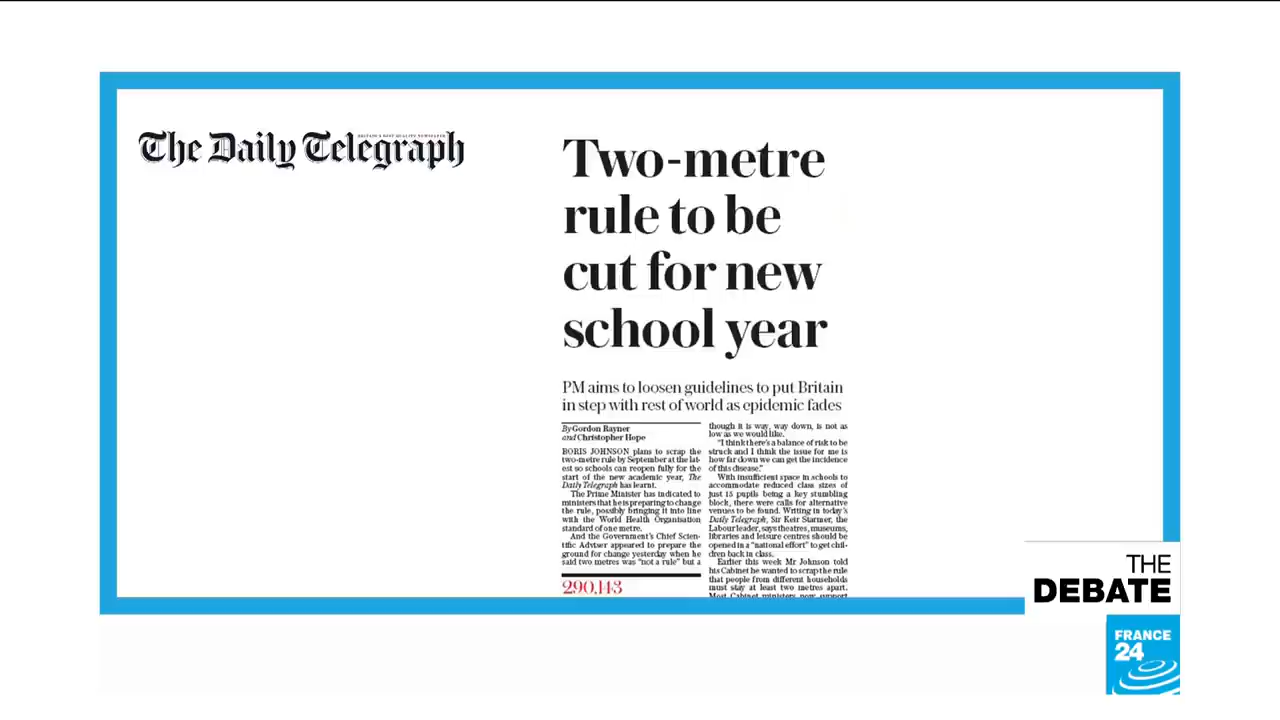 The Daily Telegraph
BRITAIN'S BEST QUALITY NEWSPAPER
Two-metre
rule to be
cut for new
school year
PM aims to loosen guidelines to put Britain
in step with rest of world as epidemic fades
By Gordon Rayner
and Christopher Hope
BORIS JOHNSON plans to scrap the
two-metre rule by September at the lat-
est so schools can reopen fully for the
start of the new academic year, The
Daily Telegraph has learnt.
The Prime Minister has indicated to
ministers that he is preparing to change
the rule, possibly bringing it into line
with the World Health Organisation
standard of one metre.
And the Government's Chief Scien-
tific Adviser appeared to prepare the
ground for change yesterday when he
said two metres was "not a rule" but a
290,143
though it is way, way down, is not as
low as we would like.
"I think there's a balance of risk to be
struck and I think the issue for me is
how far down we can get the incidence
of this disease."
With insufficient space in schools to
accommodate reduced class sizes of
just 15 pupils being a key stumbling
block, there were calls for alternative
venues to be found. Writing in today's
Daily Telegraph, Sir Keir Starmer, the
Labour leader, says theatres, museums,
libraries and leisure centres should be
opened in a "national effort" to get chil-
dren back in class.
Earlier this week Mr Johnson told
his Cabinet he wanted to scrap the rule
that people from different households
must stay at least two metres apart.
Most Cabinet ministers now support
THE
DEBATE
FRANCE
24